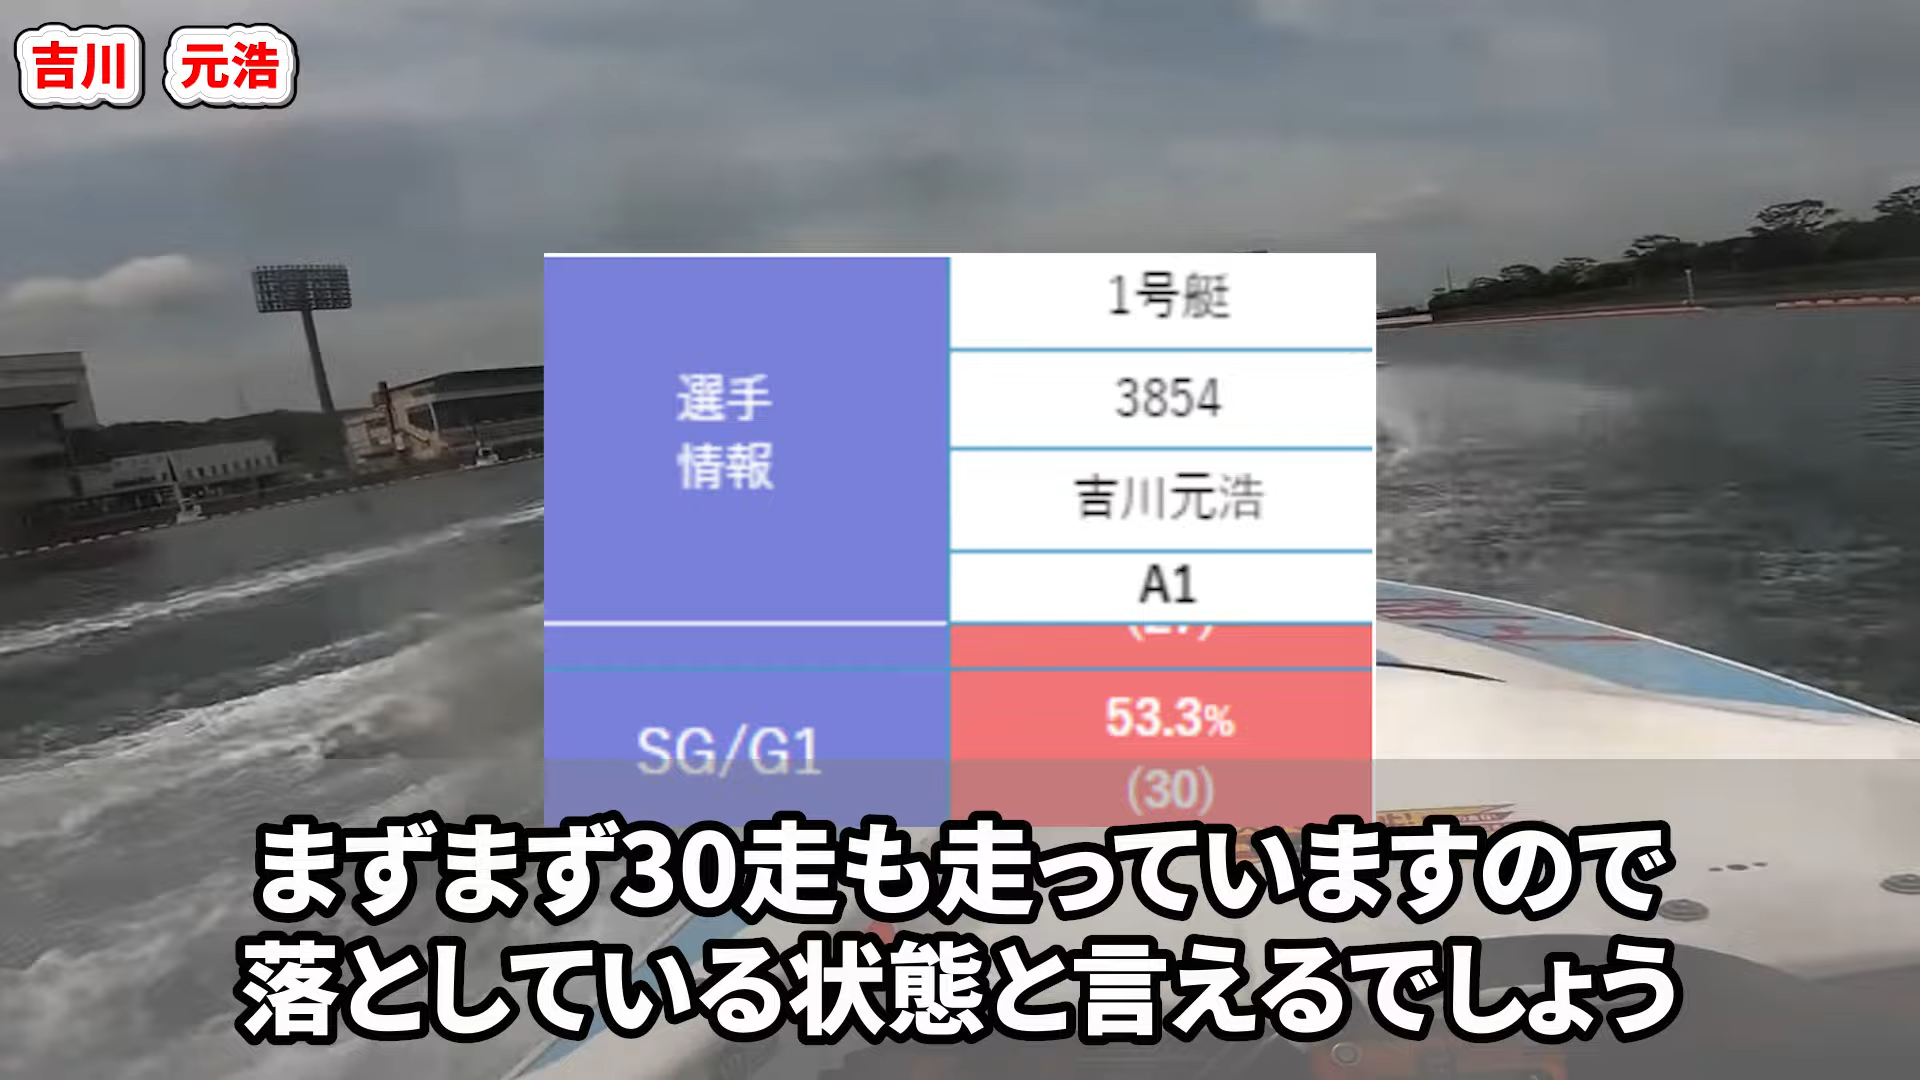 吉川 元浩
1号艇
選手
情報
3854
吉川元浩
A1
SG/G1
53.3%
(30)
まずまず30走も走っていますので
落としている状態と言えるでしょう